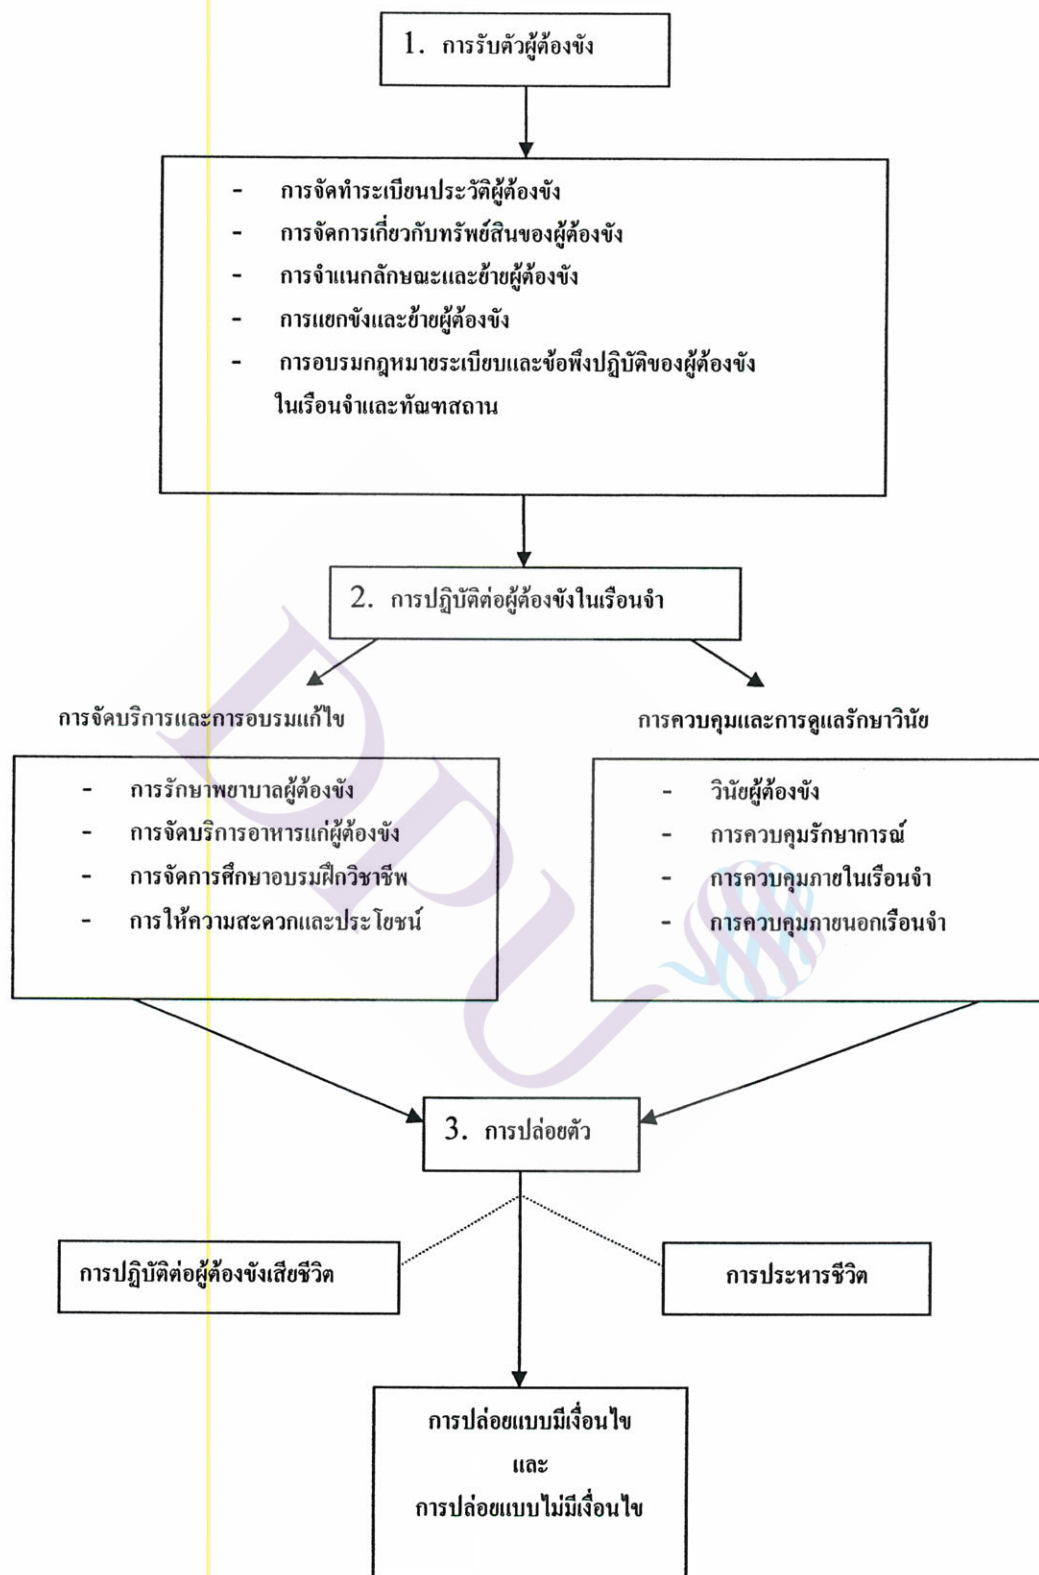 1. การรับตัวผู้ต้องขัง
- การจัดทำระเบียนประวัติผู้ต้องขัง
- การจัดการเกี่ยวกับทรัพย์สินของผู้ต้องขัง
- การจำแนกลักษณะและย้ายผู้ต้องขัง
- การแยกขังและย้ายผู้ต้องขัง
- การอบรมกฎหมายระเบียบและข้อพึงปฏิบัติของผู้ต้องขัง
ในเรือนจำและทัณฑสถาน
2. การปฏิบัติต่อผู้ต้องขังในเรือนจำ
การจัดบริการและการอบรมแก้ไข
- การรักษาพยาบาลผู้ต้องขัง
- การจัดบริการอาหารแก่ผู้ต้องขัง
- การจัดการศึกษาอบรมฝึกวิชาชีพ
- การให้ความสะดวกและประโยชน์
การควบคุมและการดูแลรักษาวินัย
- วินัยผู้ต้องขัง
- การควบคุมรักษาการณ์
- การควบคุมภายในเรือนจำ
- การควบคุมภายนอกเรือนจำ
DPU
3. การปล่อยตัว
การปฏิบัติต่อผู้ต้องขังเสียชีวิต
การประหารชีวิต
การปล่อยแบบมีเงื่อนไข
และ
การปล่อยแบบไม่มีเงื่อนไข